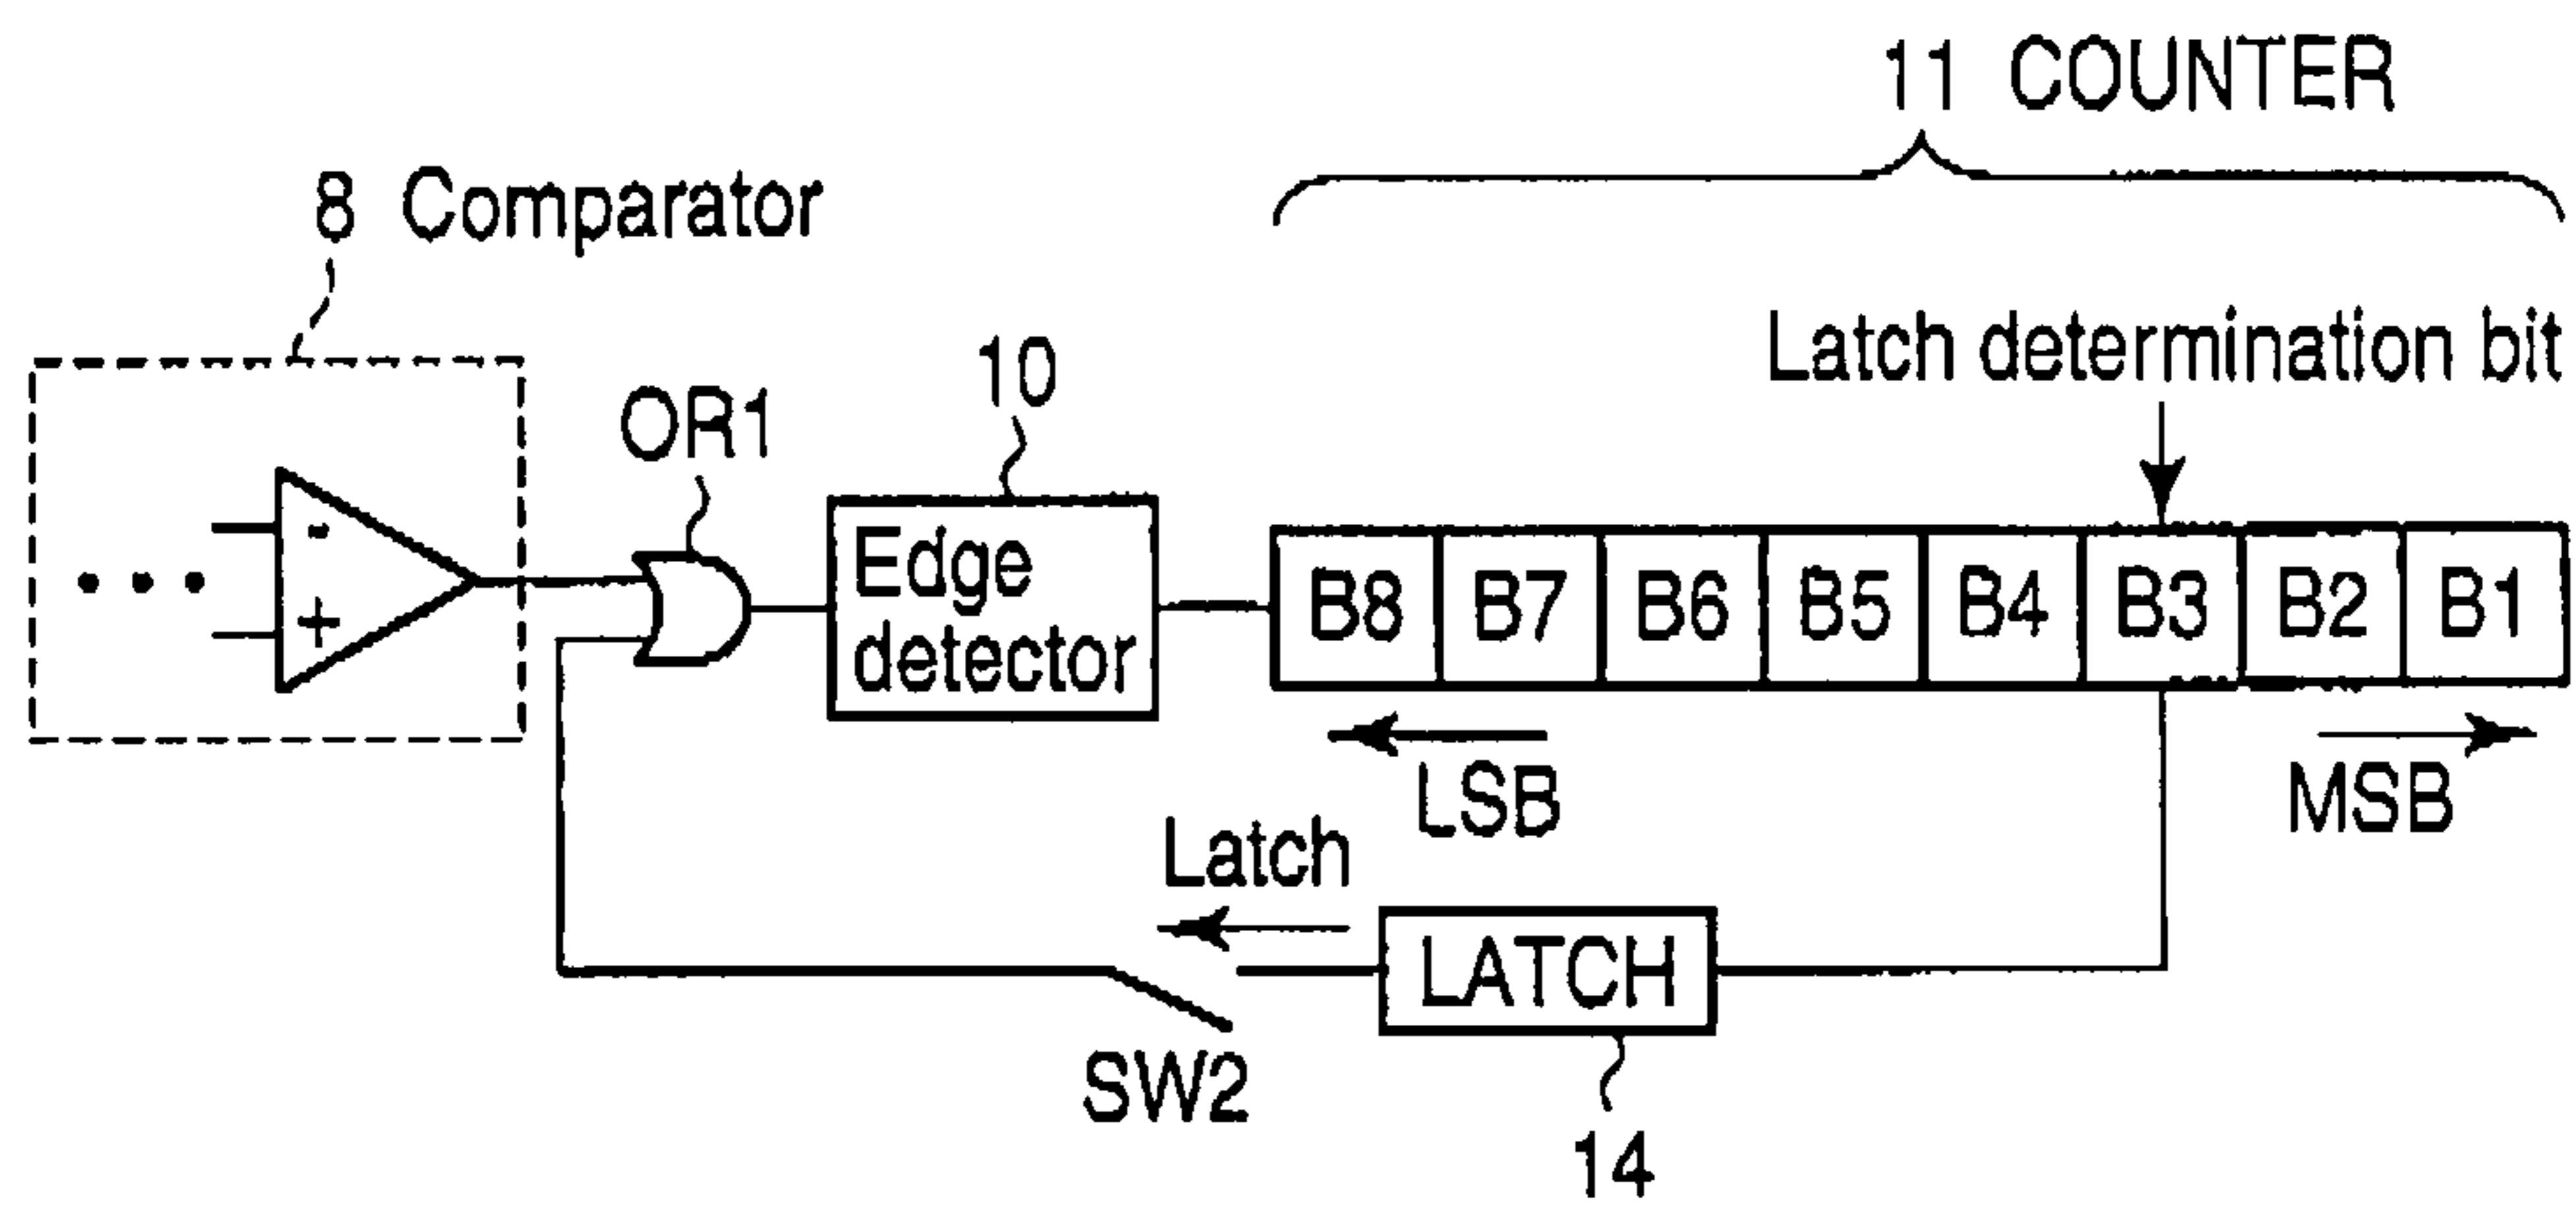 11 COUNTER
8 Comparator
Latch determination bit
10
OR1
-
+
Edge
detector
B8 B7 B6 B5 B4 B3 B2 B1
LSB
MSB
Latch
LATCH
SW2
14